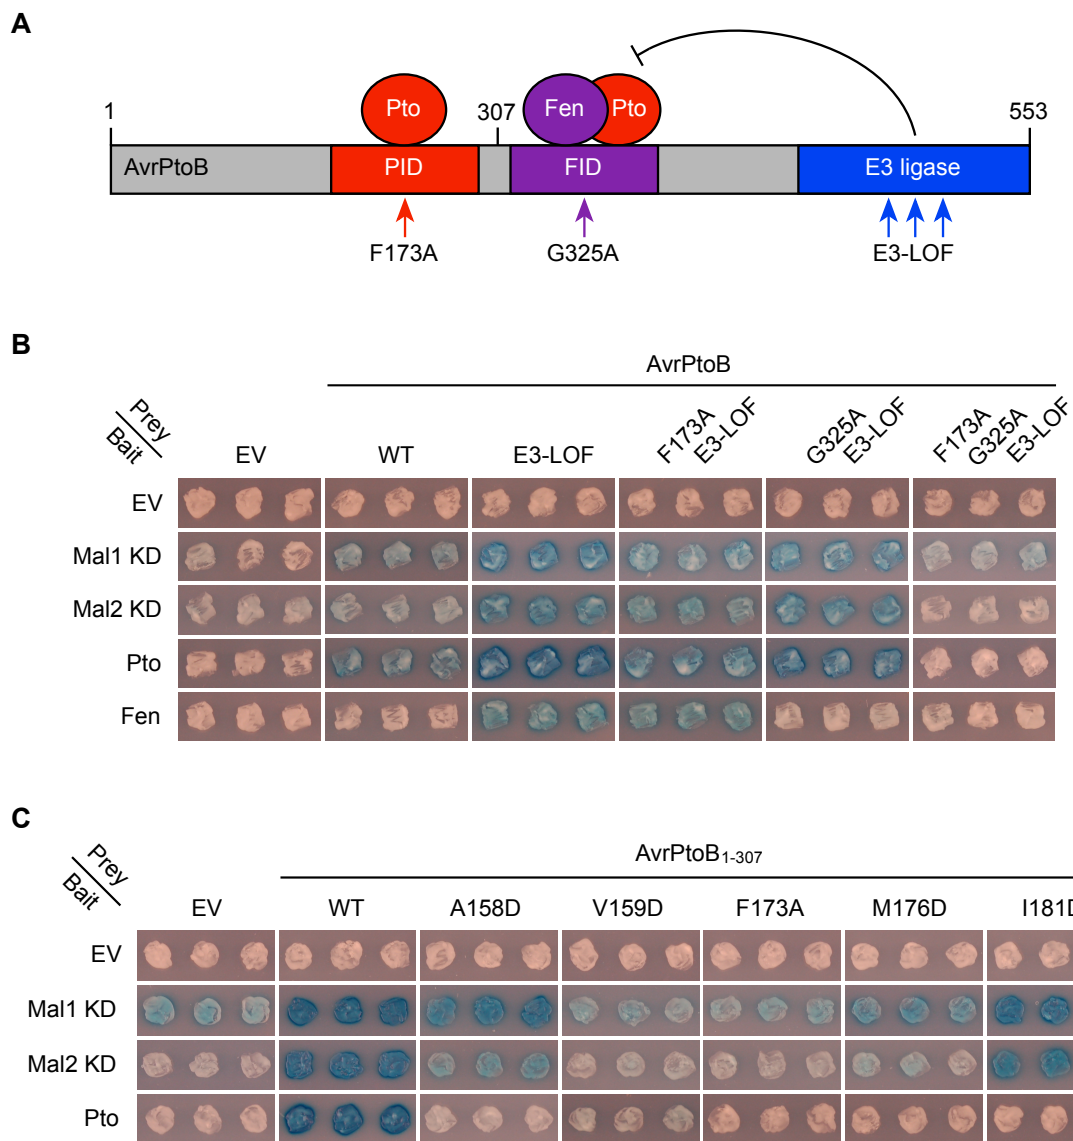 A
Pto
Fen
Pto
1
307
553
AvrPtoB
PID
FID
E3 ligase
F173A
G325A
E3-LOF
B
AvrPtoB
Prey
Bait
EV
WT
E3-LOF
F173A
E3-LOF
G325A
E3-LOF
F173A
G325A
E3-LOF
EV
Mal1 KD
Mal2 KD
Pto
Fen
C
AvrPtoB1-307
Prey
Bait
EV
WT
A158D
V159D
F173A
M176D
I181D
EV
Mal1 KD
Mal2 KD
Pto